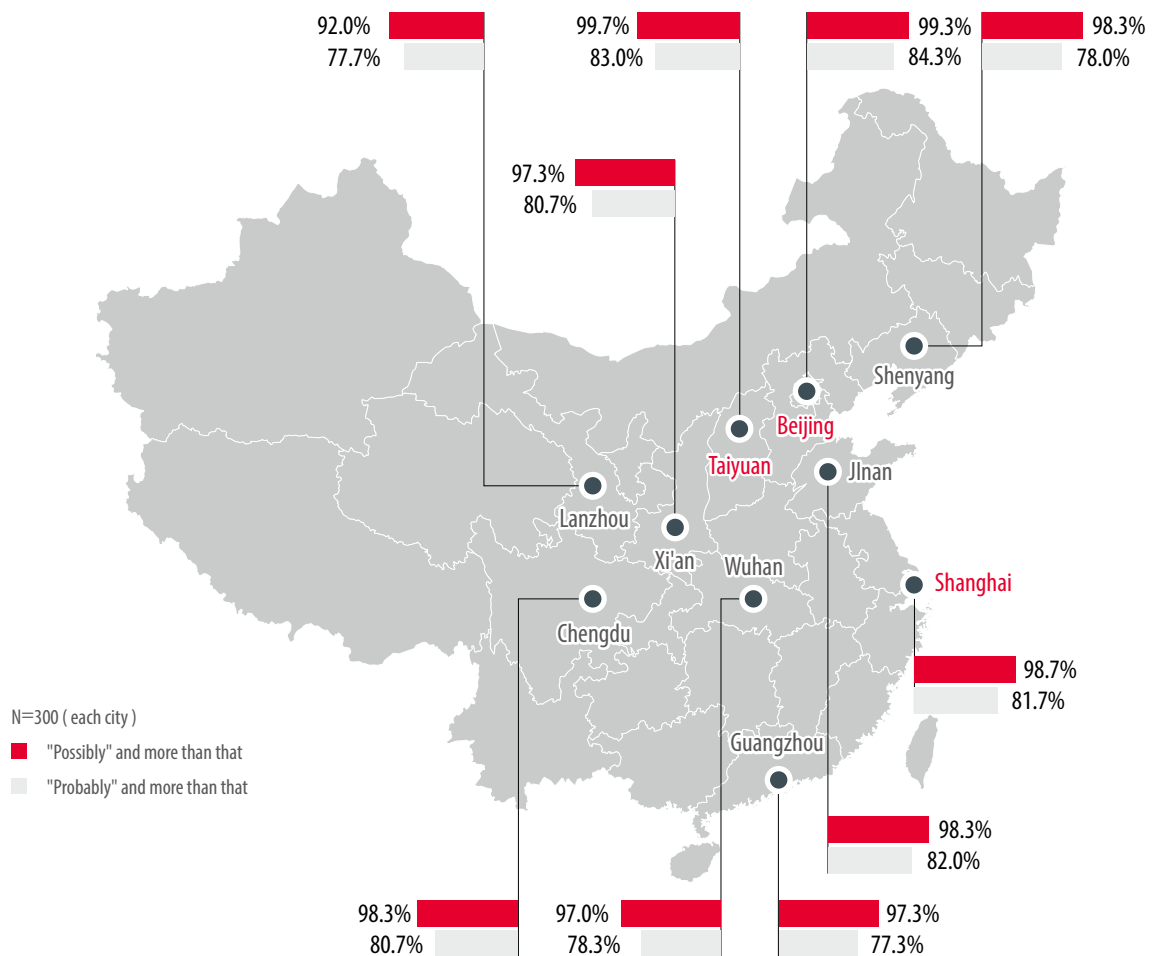 92.0%
77.7%
99.7%
83.0%
99.3%
84.3%
98.3%
78.0%
97.3%
80.7%
Shenyang
Beijing
Taiyuan
JInan
Lanzhou
Xi'an
Wuhan
Shanghai
Chengdu
98.7%
81.7%
N=300 ( each city )
"Possibly" and more than that
"Probably" and more than that
Guangzhou
98.3%
82.0%
98.3%
80.7%
97.0%
78.3%
97.3%
77.3%